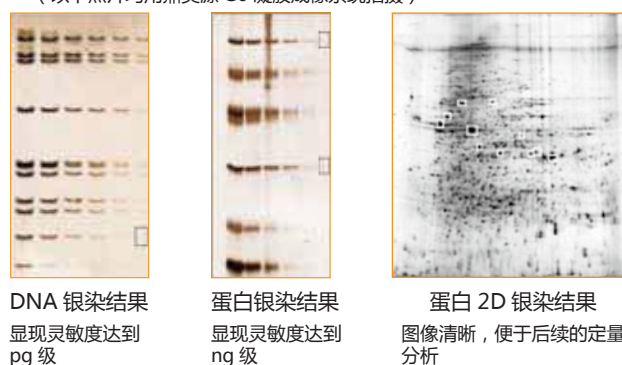 DNA 银染结果
显现灵敏度达到
pg 级
蛋白银染结果
显现灵敏度达到
ng 级
蛋白 2D 银染结果
图像清晰，便于后续的定量
分析